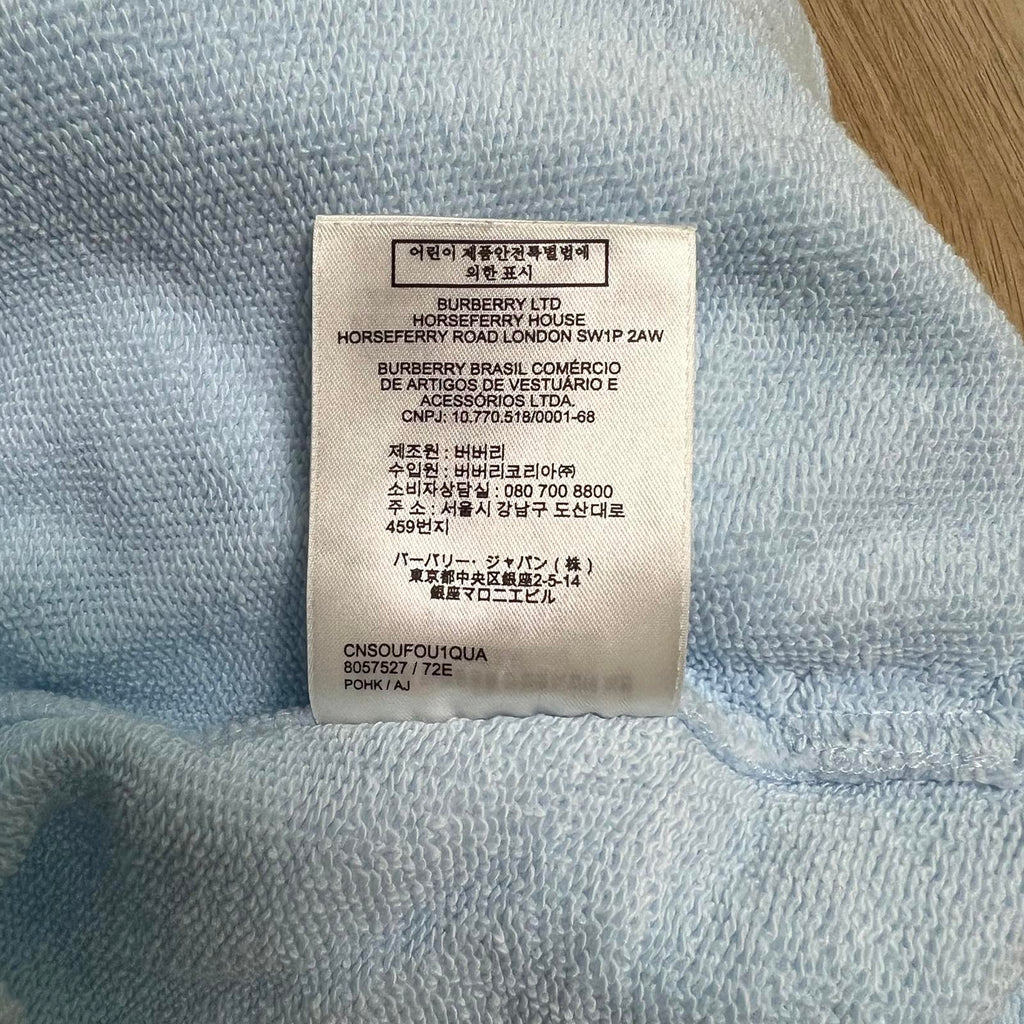 어린이 제품안전특별법에
의한 표시
BURBERRY LTD
HORSEFERRY HOUSE
HORSEFERRY ROAD LONDON SW1P 2AW
BURBERRY BRASIL COMÉRCIO
DE ARTIGOS DE VESTUÁRIO E
ACESSÓRIOS LTDA.
CNPJ: 10.770.518/0001-68
제조원 : 버버리
수입원 : 버버리코리아㈜
소비자상담실 : 080 700 8800
주 소 : 서울시 강남구 도산대로
459번지
バーバリー・ジャパン ( 株 )
東京都中央区銀座2-5-14
銀座マロニエビル
CNSOUFOU1QUA
8057527 / 72E
POHK / AJ